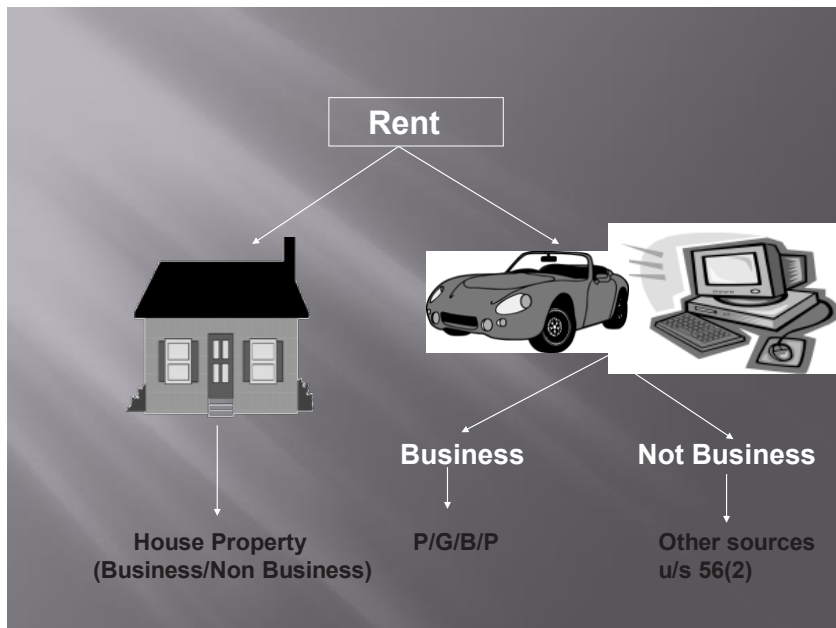 Rent
Business
Not Business
House Property
(Business/Non Business)
P/G/B/P
Other sources
u/s 56(2)